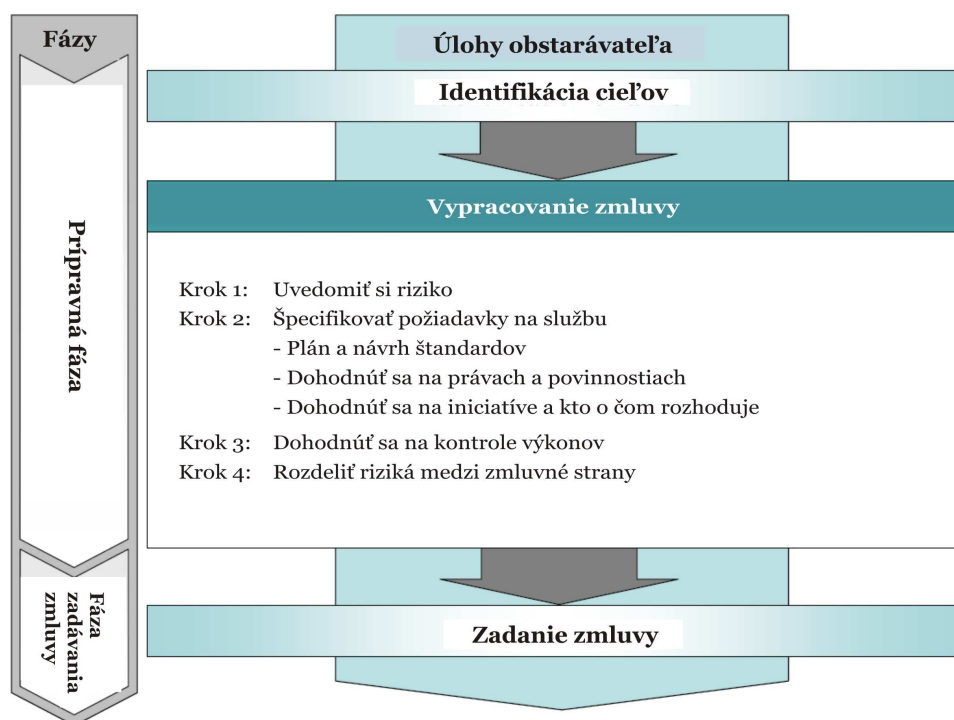 Fázy
Úlohy obstarávateľa
Identifikácia cieľov
Vypracovanie zmluvy
Prípravná fáza
Krok 1: Uvedomiť si riziko
Krok 2: Špecifikovať požiadavky na službu
- Plán a návrh štandardov
- Dohodnúť sa na právach a povinnostiach
- Dohodnúť sa na iniciatíve a kto o čom rozhoduje
Krok 3: Dohodnúť sa na kontrole výkonov
Krok 4: Rozdeliť riziká medzi zmluvné strany
Fáza
zadávania
zmluvy
Zadanie zmluvy